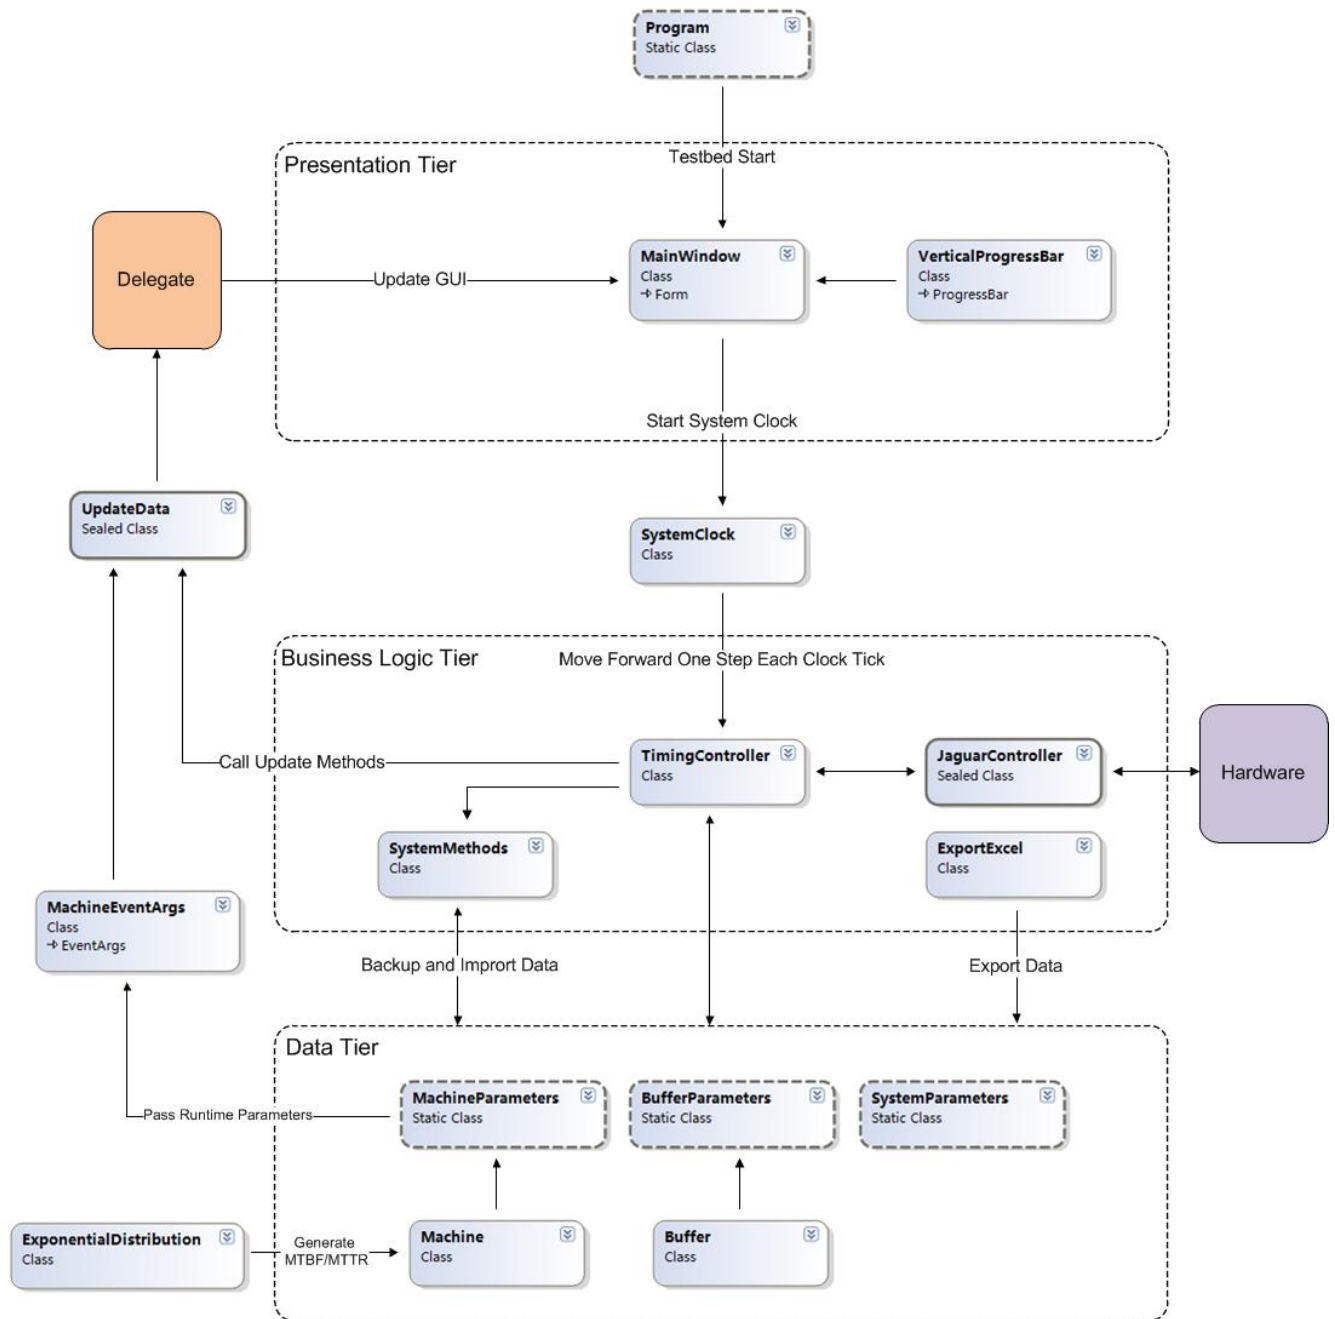 Program
Static Class
Testbed Start
Presentation Tier
Delegate
Update GUI
MainWindow
Class
Form
VerticalProgressBar
Class
ProgressBar
Start System Clock
UpdateData
Sealed Class
SystemClock
Class
Business Logic Tier
Move Forward One Step Each Clock Tick
Call Update Methods
TimingController
Class
JaguarController
Sealed Class
Hardware
SystemMethods
Class
ExportExcel
Class
MachineEventArgs
Class
EventArgs
Backup and Imprort Data
Export Data
Data Tier
Pass Runtime Parameters
MachineParameters
Static Class
BufferParameters
Static Class
SystemParameters
Static Class
ExponentialDistribution
Class
Generate
MTBF/MTTR
Machine
Class
Buffer
Class